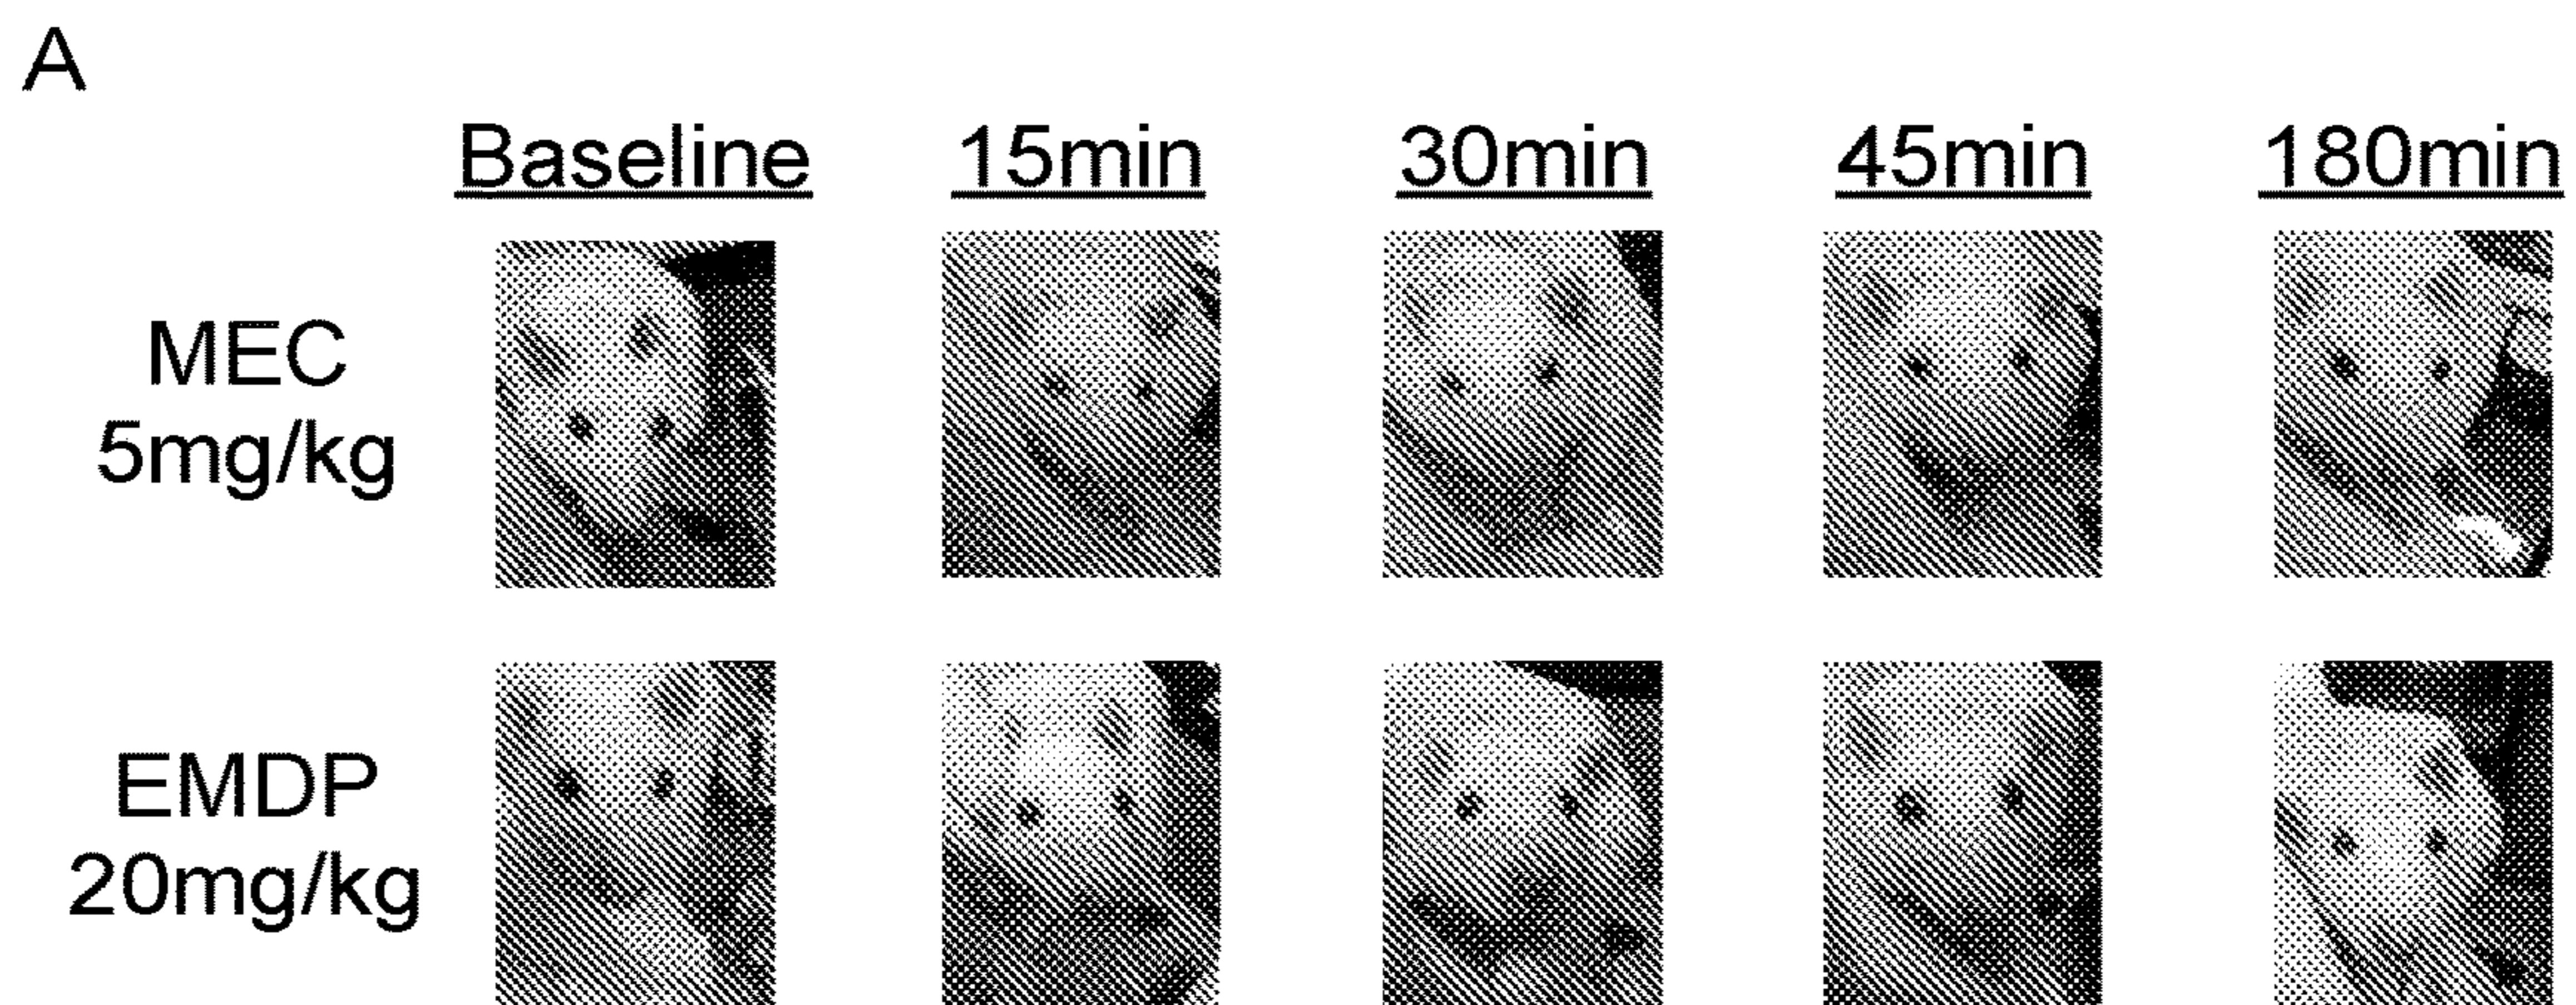 A
Baseline 15min 30min 45min 180min
MEC
5mg/kg
EMDP
20mg/kg